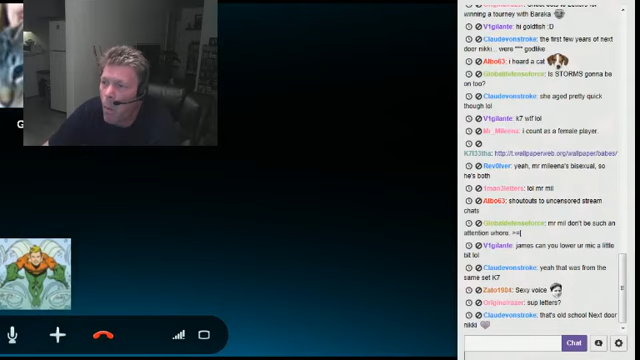 G
winning a tourney with Baraka
V1gilante: hi goldfish :D
Claudevonstroke: the first few years of next
door nikki... were *** godlike
Albo63: i heard a cat
Globaldefenseforce: Is STORMS gonna
be on too?
Claudevonstroke: she aged pretty quick
though lol
V1gilante: k7 wtf lol
Mr_Mileena: i count as a female player.
http://t.wallpaperweb.org/wallpaper/babes/
yeah, mr mileena's bisexual, so
he's both
1man3letters: lol mr mil
Albo63: shoutouts to uncensored stream
chats
Globaldefenseforce: mr mil don't be such an
attention whore. >=[
V1gilante: james can you lower ur mic a little
bit lol
Claudevonstroke: yeah that was from the
same set K7
Zato1984: Sexy voice
sup letters?
Claudevonstroke: that's old school Next door
nikki
Chat